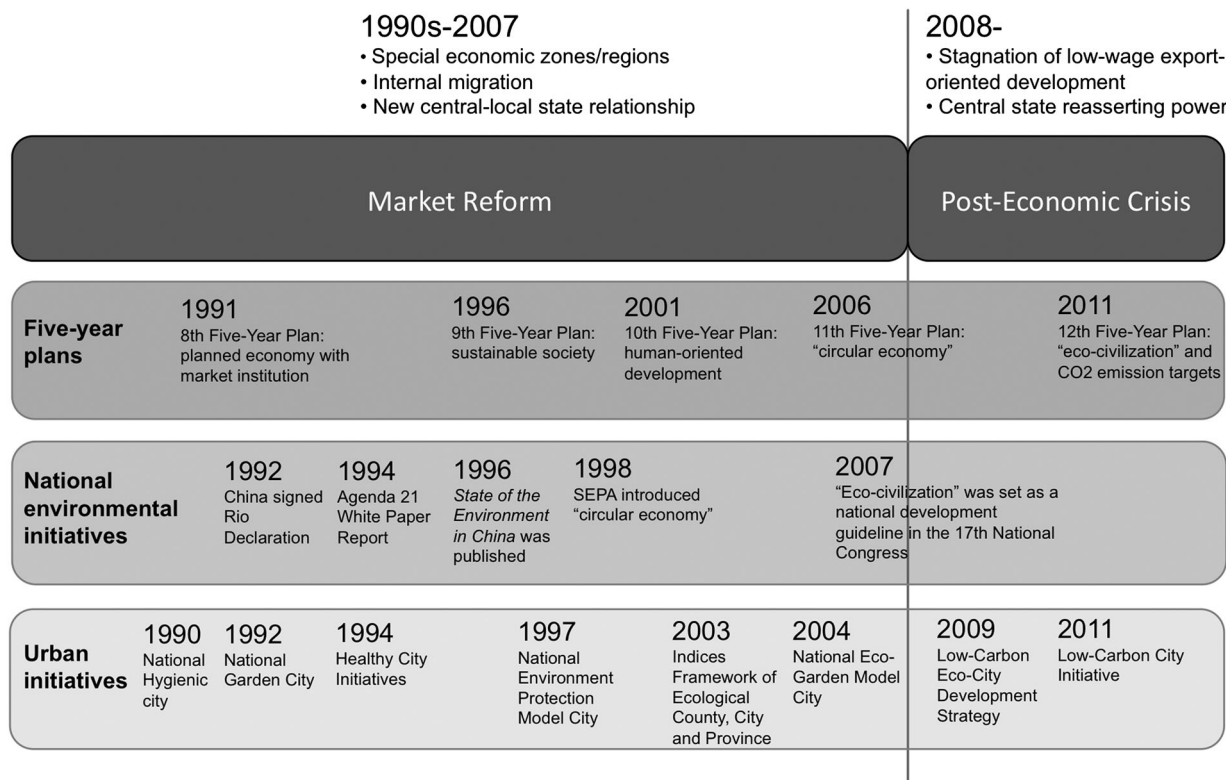 1990s-2007
• Special economic zones/regions
• Internal migration
• New central-local state relationship
2008-
• Stagnation of low-wage export-
oriented development
• Central state reasserting power
Market Reform
Post-Economic Crisis
Five-year
plans
1991
8th Five-Year Plan:
planned economy with
market institution
1996
9th Five-Year Plan:
sustainable society
2001
10th Five-Year Plan:
human-oriented
development
2006
11th Five-Year Plan:
“circular economy”
2011
12th Five-Year Plan:
“eco-civilization” and
CO2 emission targets
National
environmental
initiatives
1992
China signed
Rio
Declaration
1994
Agenda 21
White Paper
Report
1996
State of the
Environment
in China was
published
1998
SEPA introduced
“circular economy”
2007
“Eco-civilization” was set as a
national development
guideline in the 17th National
Congress
Urban
initiatives
1990
National
Hygienic
city
1992
National
Garden City
1994
Healthy City
Initiatives
1997
National
Environment
Protection
Model City
2003
Indices
Framework of
Ecological
County, City
and Province
2004
National Eco-
Garden Model
City
2009
Low-Carbon
Eco-City
Development
Strategy
2011
Low-Carbon City
Initiative